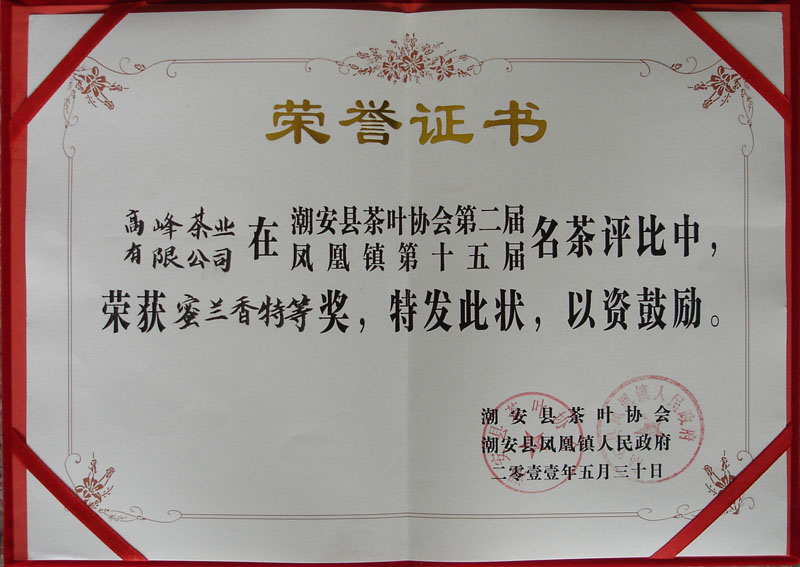 荣誉证书
高峰茶业有限公司在潮安县茶叶协会第二届凤凰镇第十五届名茶评比中，
荣获蜜兰香特等奖，特发此状，以资鼓励。
潮安县茶叶协会
潮安县凤凰镇人民政府
二零壹壹年五月三十日